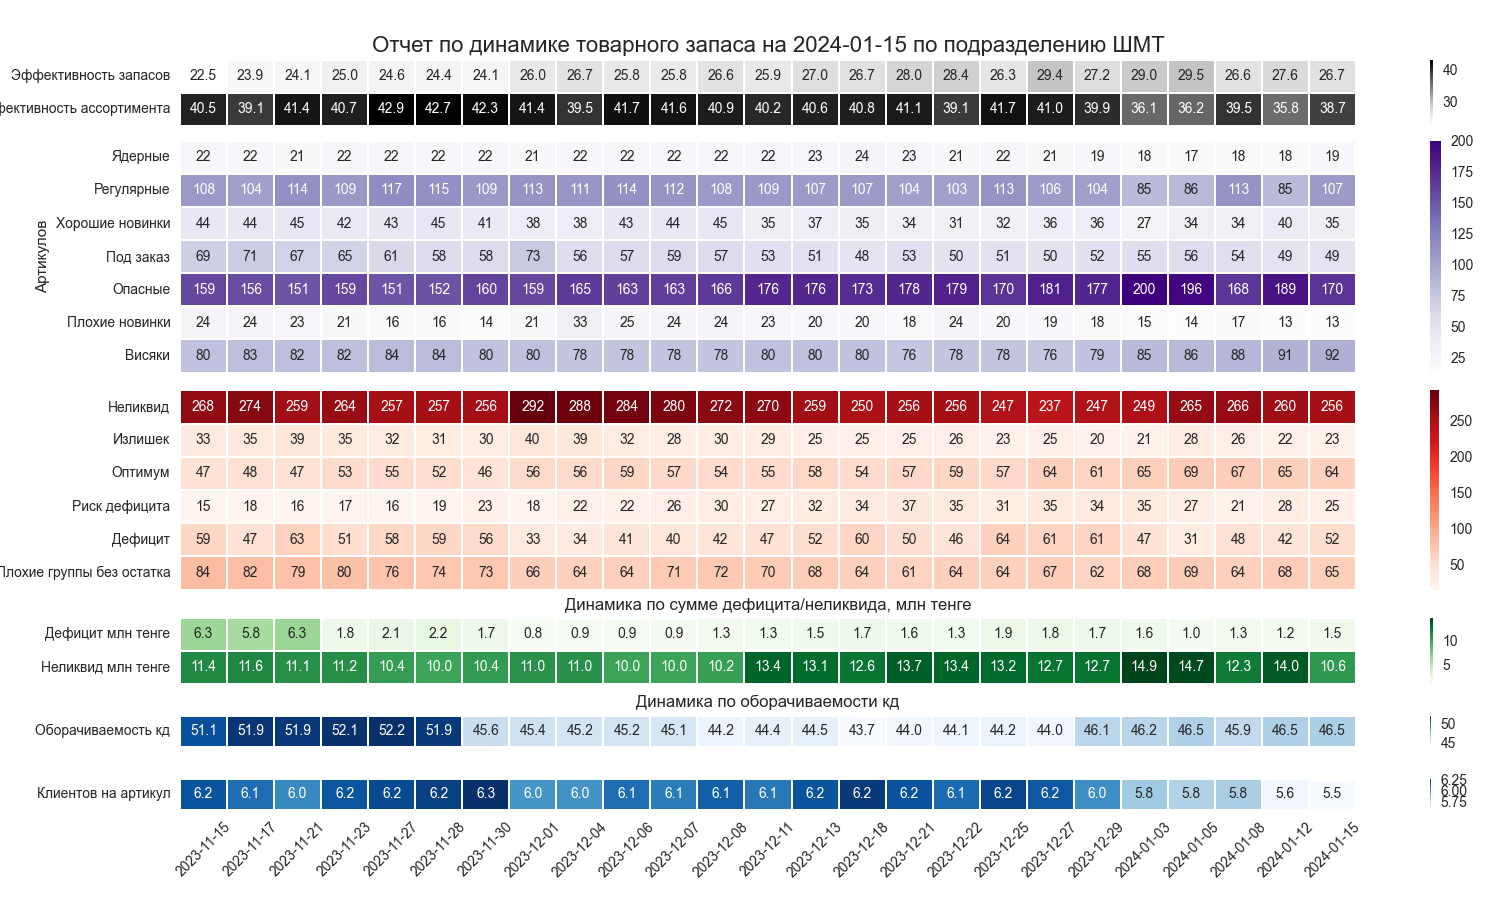 Отчет по динамике товарного запаса на 2024-01-15 по подразделению ШМТ
Эффективность запасов 22.5 23.9 24.1 25.0 24.6 24.4 24.1 26.0 26.7 25.8 25.8 26.6 25.9 27.0 26.7 28.0 28.4 26.3 29.4 27.2 29.0 29.5 26.6 27.6 26.7
фективность ассортимента 40.5 39.1 41.4 40.7 42.9 42.7 42.3 41.4 39.5 41.7 41.6 40.9 40.2 40.6 40.8 41.1 39.1 41.7 41.0 39.9 36.1 36.2 39.5 35.8 38.7
40
30
Артикулов
Ядерные 22 22 21 22 22 22 22 21 22 22 22 22 22 23 24 23 21 22 21 19 18 17 18 18 19
Регулярные 108 104 114 109 117 115 109 113 111 114 112 108 109 107 107 104 103 113 106 104 85 86 113 85 107
Хорошие новинки 44 44 45 42 43 45 41 38 38 43 44 45 35 37 35 34 31 32 36 36 27 34 34 40 35
Под заказ 69 71 67 65 61 58 58 73 56 57 59 57 53 51 48 53 50 51 50 52 55 56 54 49 49
Опасные 159 156 151 159 151 152 160 159 165 163 163 166 176 176 173 178 179 170 181 177 200 196 168 189 170
Плохие новинки 24 24 23 21 16 16 14 21 33 25 24 24 23 20 20 18 24 20 19 18 15 14 17 13 13
Висяки 80 83 82 82 84 84 80 80 78 78 78 78 80 80 80 76 78 78 76 79 85 86 88 91 92
200
175
150
125
100
75
50
25
Неликвид 268 274 259 264 257 257 256 292 288 284 280 272 270 259 250 256 256 247 237 247 249 265 266 260 256
Излишек 33 35 39 35 32 31 30 40 39 32 28 30 29 25 25 25 26 23 25 20 21 28 26 22 23
Оптимум 47 48 47 53 55 52 46 56 56 59 57 54 55 58 54 57 59 57 64 61 65 69 67 65 64
Риск дефицита 15 18 16 17 16 19 23 18 22 22 26 30 27 32 34 37 35 31 35 34 35 27 21 28 25
Дефицит 59 47 63 51 58 59 56 33 34 41 40 42 47 52 60 50 46 64 61 61 47 31 48 42 52
Плохие группы без остатка 84 82 79 80 76 74 73 66 64 64 71 72 70 68 64 61 64 64 67 62 68 69 64 68 65
250
200
150
100
50
Динамика по сумме дефицита/неликвида, млн тенге
Дефицит млн тенге 6.3 5.8 6.3 1.8 2.1 2.2 1.7 0.8 0.9 0.9 0.9 1.3 1.3 1.5 1.7 1.6 1.3 1.9 1.8 1.7 1.6 1.0 1.3 1.2 1.5
Неликвид млн тенге 11.4 11.6 11.1 11.2 10.4 10.0 10.4 11.0 11.0 10.0 10.0 10.2 13.4 13.1 12.6 13.7 13.4 13.2 12.7 12.7 14.9 14.7 12.3 14.0 10.6
10
5
Динамика по оборачиваемости кд
Оборачиваемость кд 51.1 51.9 51.9 52.1 52.2 51.9 45.6 45.4 45.2 45.2 45.1 44.2 44.4 44.5 43.7 44.0 44.1 44.2 44.0 46.1 46.2 46.5 45.9 46.5 46.5
50
45
Клиентов на артикул 6.2 6.1 6.0 6.2 6.2 6.2 6.3 6.0 6.0 6.1 6.1 6.1 6.1 6.2 6.2 6.2 6.1 6.2 6.2 6.0 5.8 5.8 5.8 5.6 5.5
6.25
6.00
5.75
2023-11-15 2023-11-17 2023-11-21 2023-11-23 2023-11-27 2023-11-28 2023-11-30 2023-12-01 2023-12-04 2023-12-06 2023-12-07 2023-12-08 2023-12-11 2023-12-13 2023-12-18 2023-12-21 2023-12-22 2023-12-25 2023-12-27 2023-12-29 2024-01-03 2024-01-05 2024-01-08 2024-01-12 2024-01-15